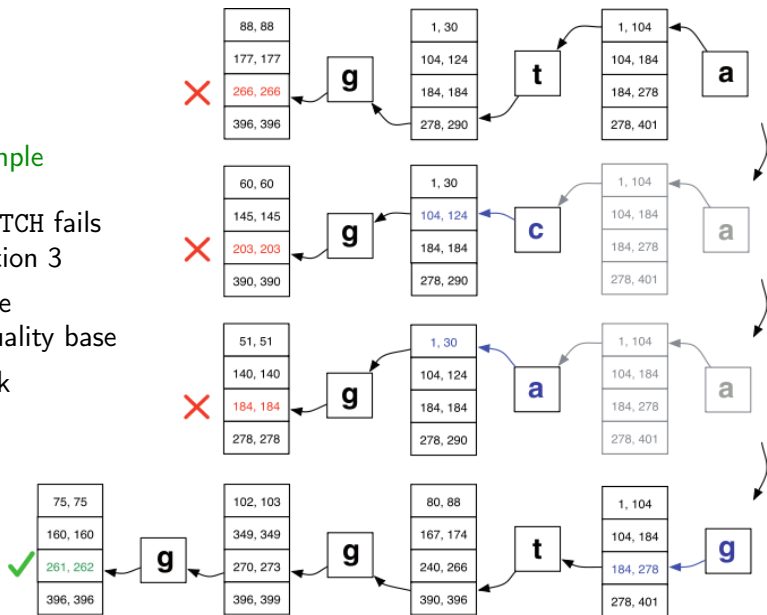 mple
TCH fails
tion 3
e
uality base
k
88, 88
177, 177
266, 266
396, 396
g
1, 30
104, 124
184, 184
278, 290
t
1, 104
104, 184
184, 278
278, 401
a
60, 60
145, 145
203, 203
390, 390
g
1, 30
104, 124
184, 184
278, 290
c
1, 104
104, 184
184, 278
278, 401
a
51, 51
140, 140
184, 184
278, 278
g
1, 30
104, 124
184, 184
278, 290
a
1, 104
104, 184
184, 278
278, 401
a
75, 75
160, 160
261, 262
396, 396
g
102, 103
349, 349
270, 273
396, 399
g
80, 88
167, 174
240, 266
390, 396
t
1, 104
104, 184
184, 278
278, 401
g